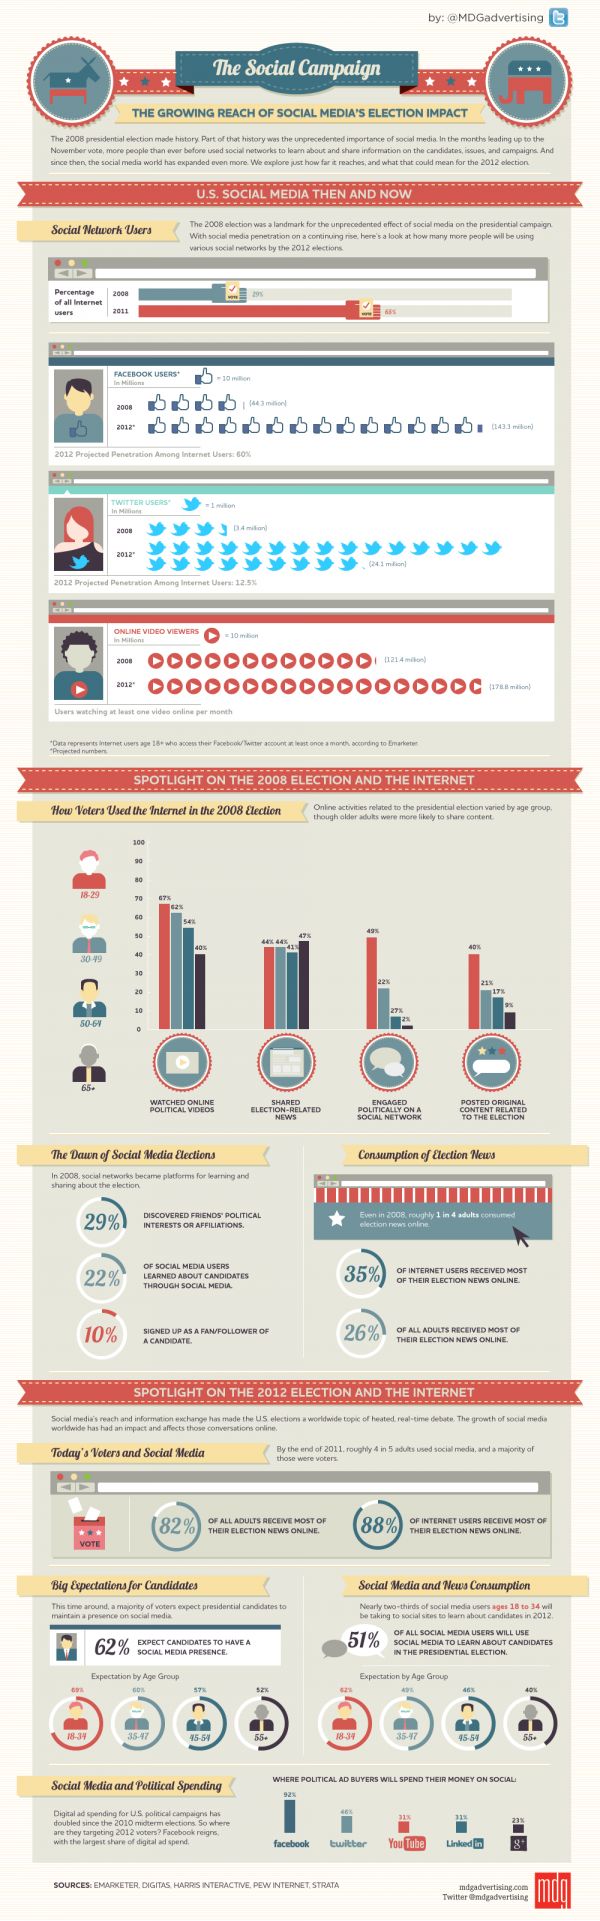 by: @MDGadvertising
The Social Campaign
THE GROWING REACH OF SOCIAL MEDIA'S ELECTION IMPACT
The 2008 presidential election made history. Part of that history was the unprecedented importance of social media. In the months leading up to the
November vote, more people than ever before used social networks to learn about and share information on the candidates, issues, and campaigns. And
since then, the social media world has expanded even more. We explore just how far it reaches, and what that could mean for the 2012 election.
U.S. SOCIAL MEDIA THEN AND NOW
Social Network Users
The 2008 election was a landmark for the unprecedented effect of social media on the presidential campaign.
With social media penetration on a continuing rise, here's a look at how many more people will be using
various social networks by the 2012 elections.
Percentage
of all Internet
users
2008
VOTE
29%
2011
VOTE
65%
FACEBOOK USERS*
In Millions
= 10 million
2008
(44.3 million)
2012*
(143.3 million)
2012 Projected Penetration Among Internet Users: 60%
TWITTER USERS*
In Millions
= 1 million
2008
(3.4 million)
2012*
(24.1 million)
2012 Projected Penetration Among Internet Users: 12.5%
ONLINE VIDEO VIEWERS
In Millions
= 10 million
2008
(121.4 million)
2012*
(178.8 million)
Users watching at least one video online per month
*Data represents Internet users age 18+ who access their Facebook/Twitter account at least once a month, according to Emarketer.
*Projected numbers.
SPOTLIGHT ON THE 2008 ELECTION AND THE INTERNET
How Voters Used the Internet in the 2008 Election
Online activities related to the presidential election varied by age group,
though older adults were more likely to share content.
18-29
30-49
50-64
65+
100
90
80
70
60
50
40
30
20
10
0
67%
62%
54%
40%
44%
44%
41%
47%
49%
22%
27%
2%
40%
21%
17%
9%
WATCHED ONLINE
POLITICAL VIDEOS
SHARED
ELECTION-RELATED
NEWS
ENGAGED
POLITICALLY ON A
SOCIAL NETWORK
POSTED ORIGINAL
CONTENT RELATED
TO THE ELECTION
The Dawn of Social Media Elections
In 2008, social networks became platforms for learning and
sharing about the election.
29%
DISCOVERED FRIENDS' POLITICAL
INTERESTS OR AFFILIATIONS.
22%
OF SOCIAL MEDIA USERS
LEARNED ABOUT CANDIDATES
THROUGH SOCIAL MEDIA.
10%
SIGNED UP AS A FAN/FOLLOWER OF
A CANDIDATE.
Consumption of Election News
Even in 2008, roughly 1 in 4 adults consumed
election news online.
35%
OF INTERNET USERS RECEIVED MOST
OF THEIR ELECTION NEWS ONLINE.
26%
OF ALL ADULTS RECEIVED MOST OF
THEIR ELECTION NEWS ONLINE.
SPOTLIGHT ON THE 2012 ELECTION AND THE INTERNET
Social media's reach and information exchange has made the U.S. elections a worldwide topic of heated, real-time debate. The growth of social media
worldwide has had an impact and affects those conversations online.
Today's Voters and Social Media
By the end of 2011, roughly 4 in 5 adults used social media, and a majority of
those were voters.
VOTE
82%
OF ALL ADULTS RECEIVE MOST OF
THEIR ELECTION NEWS ONLINE.
88%
OF INTERNET USERS RECEIVE MOST OF
THEIR ELECTION NEWS ONLINE.
Big Expectations for Candidates
This time around, a majority of voters expect presidential candidates to
maintain a presence on social media.
62%
EXPECT CANDIDATES TO HAVE A
SOCIAL MEDIA PRESENCE.
Expectation by Age Group
69%
60%
57%
52%
18-34
35-47
45-54
55+
Social Media and News Consumption
Nearly two-thirds of social media users ages 18 to 34 will
be taking to social sites to learn about candidates in 2012.
51%
OF ALL SOCIAL MEDIA USERS WILL USE
SOCIAL MEDIA TO LEARN ABOUT CANDIDATES
IN THE PRESIDENTIAL ELECTION.
Expectation by Age Group
62%
49%
46%
40%
18-34
35-47
45-54
55+
Social Media and Political Spending
Digital ad spending for U.S. political campaigns has
doubled since the 2010 midterm elections. So where
are they targeting 2012 voters? Facebook reigns,
with the largest share of digital ad spend.
WHERE POLITICAL AD BUYERS WILL SPEND THEIR MONEY ON SOCIAL:
92%
46%
31%
31%
23%
facebook
twitter
YouTube
Linked in
g+
SOURCES: EMARKETER, DIGITAS, HARRIS INTERACTIVE, PEW INTERNET, STRATA
mdgadvertising.com
Twitter @mdgadvertising
mdg